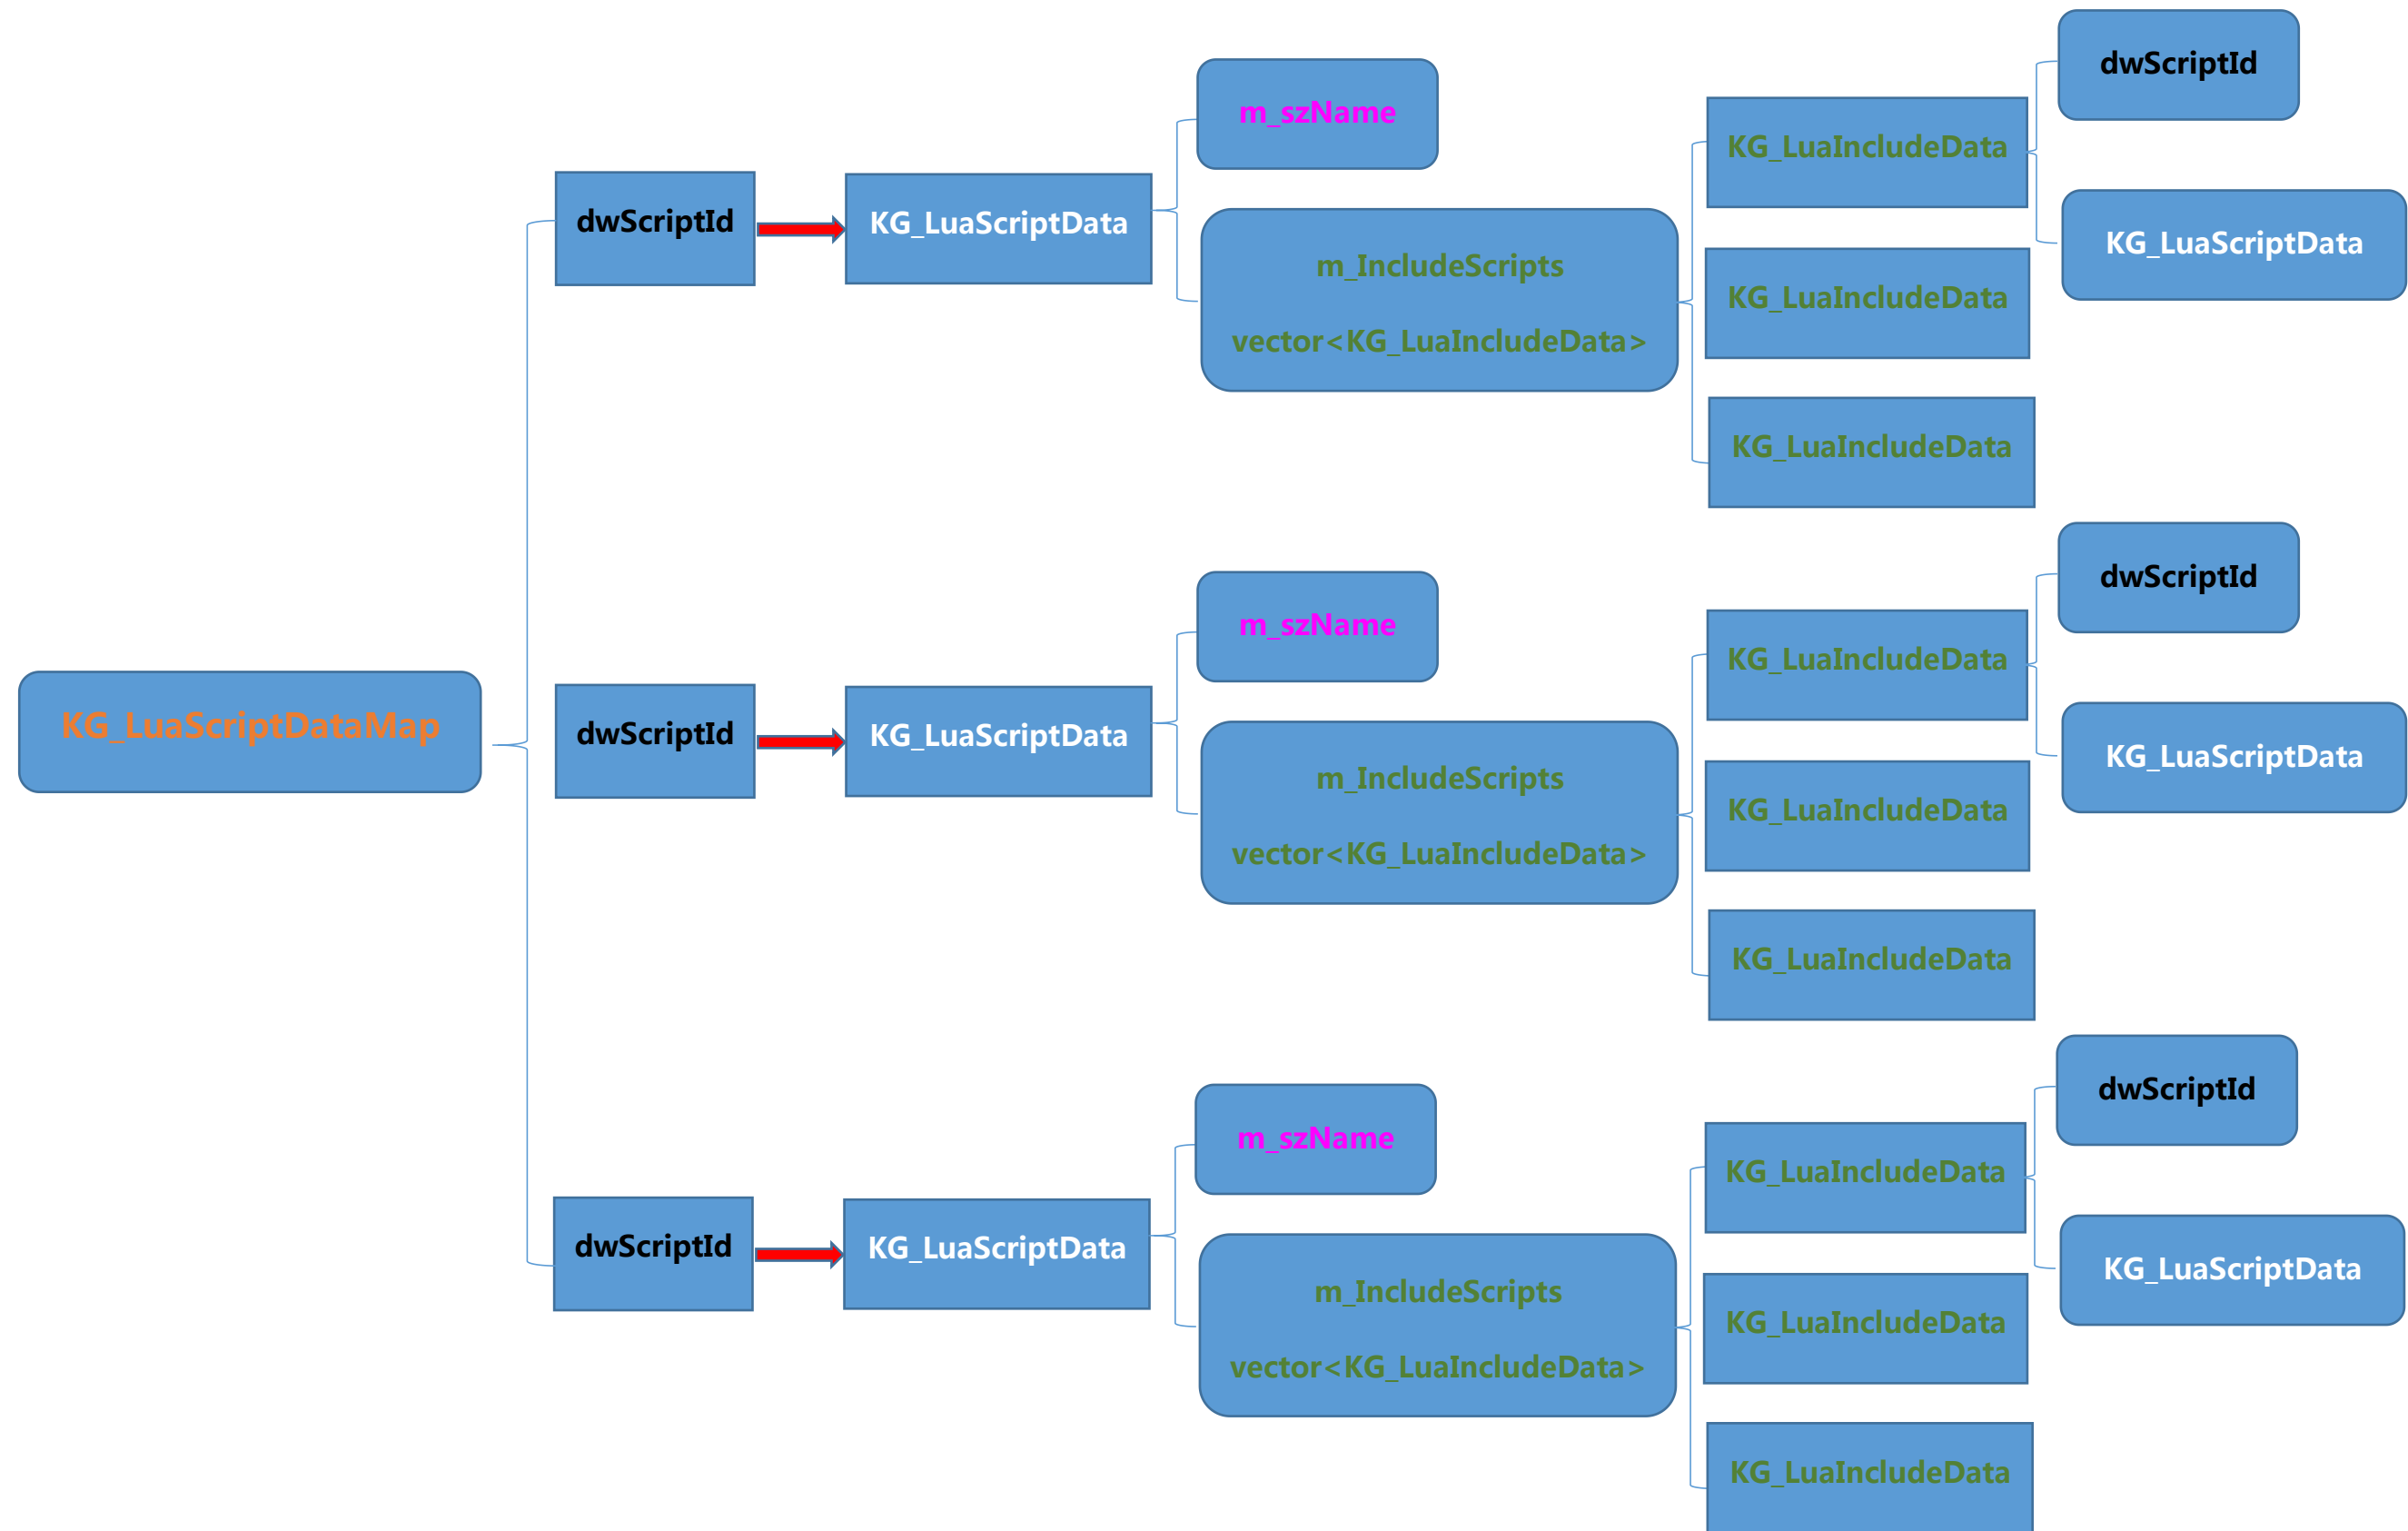 KG_LuaScriptDataMap
dwScriptId
KG_LuaScriptData
m_szName
m_IncludeScripts
vector<KG_LuaIncludeData>
KG_LuaIncludeData
dwScriptId
KG_LuaScriptData
KG_LuaIncludeData
KG_LuaIncludeData
dwScriptId
KG_LuaScriptData
m_szName
m_IncludeScripts
vector<KG_LuaIncludeData>
KG_LuaIncludeData
dwScriptId
KG_LuaScriptData
KG_LuaIncludeData
KG_LuaIncludeData
dwScriptId
KG_LuaScriptData
m_szName
m_IncludeScripts
vector<KG_LuaIncludeData>
KG_LuaIncludeData
dwScriptId
KG_LuaScriptData
KG_LuaIncludeData
KG_LuaIncludeData